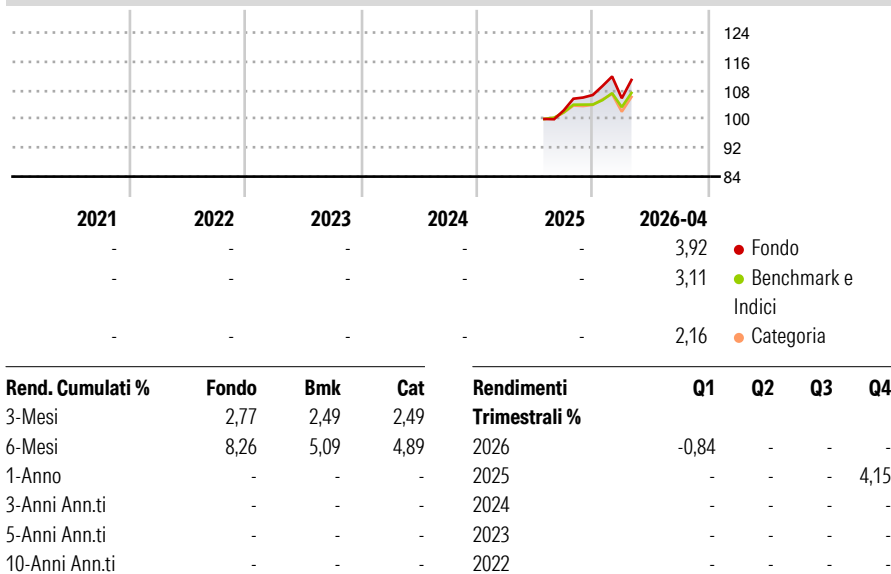 124
116
108
100
92
84
2021 2022 2023 2024 2025 2026-04
- - - - - 3,92 Fondo
- - - - - 3,11 Benchmark e
Indici
- - - - - 2,16 Categoria
Rend. Cumulati % Fondo Bmk Cat
3-Mesi 2,77 2,49 2,49
6-Mesi 8,26 5,09 4,89
1-Anno - - -
3-Anni Ann.ti - - -
5-Anni Ann.ti - - -
10-Anni Ann.ti - - -
Rendimenti Q1 Q2 Q3 Q4
Trimestrali %
2026 -0,84 - - -
2025 - - - 4,15
2024 - - - -
2023 - - - -
2022 - - - -